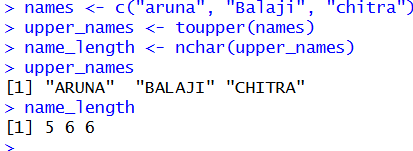 > names <- c("aruna", "Balaji", "chitra")
> upper_names <- toupper(names)
> name_length <- nchar(upper_names)
> upper_names
[1] "ARUNA"  "BALAJI" "CHITRA"
> name_length
[1] 5 6 6
>